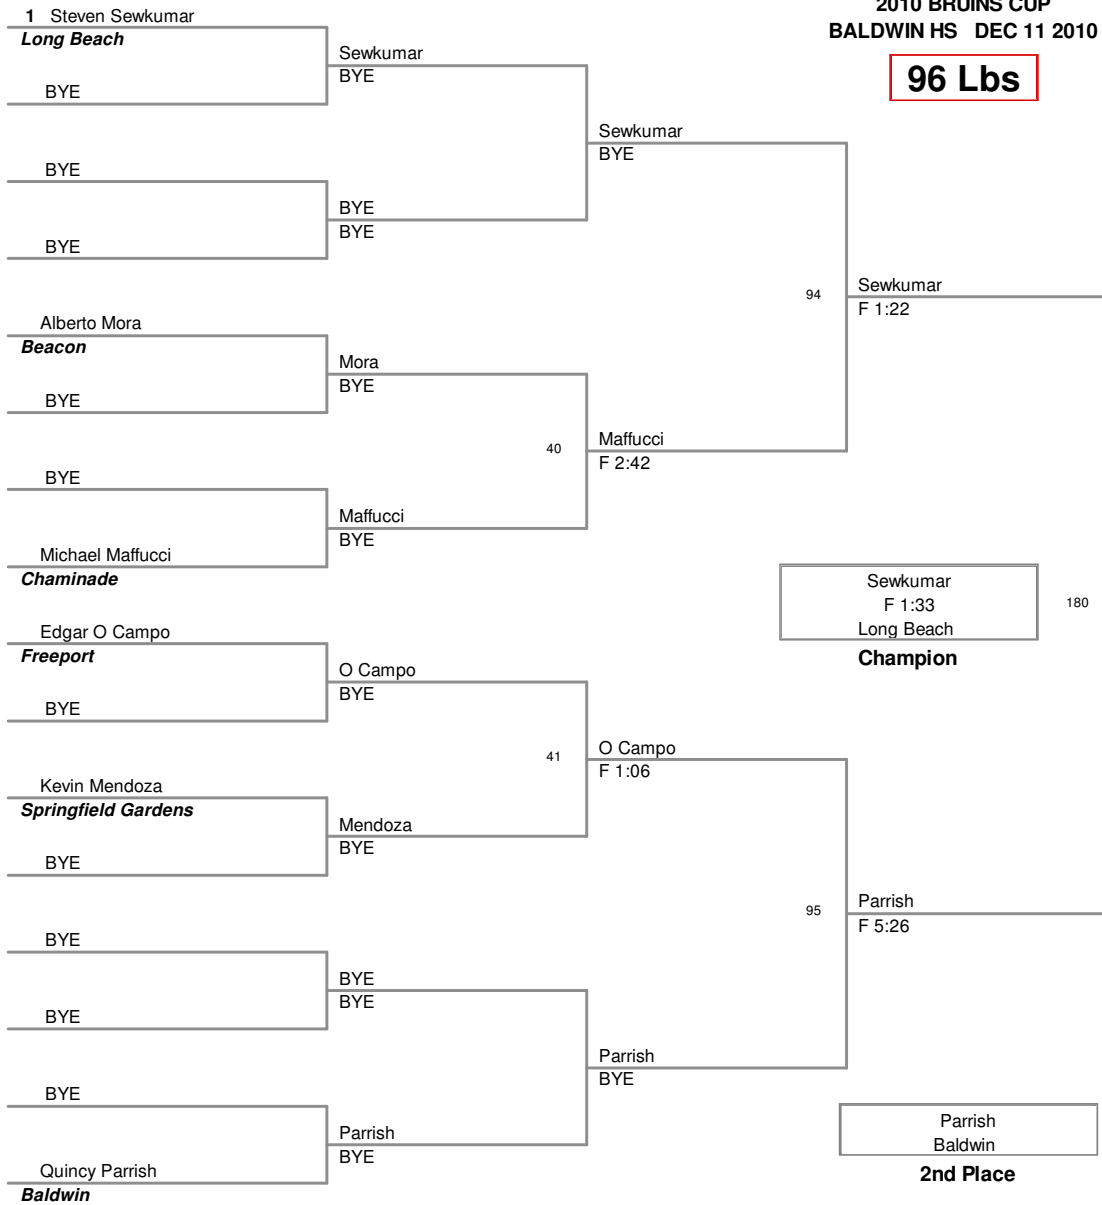 2010 BRUINS CUP
BALDWIN HS DEC 11 2010
96 Lbs
1 Steven Sewkumar
Long Beach
BYE
BYE
BYE
Alberto Mora
Beacon
BYE
BYE
Michael Maffucci
Chaminade
Edgar O Campo
Freeport
BYE
Kevin Mendoza
Springfield Gardens
BYE
BYE
BYE
BYE
Quincy Parrish
Baldwin
Sewkumar
BYE
BYE
BYE
Mora
BYE
Maffucci
BYE
O Campo
BYE
Mendoza
BYE
BYE
BYE
Parrish
BYE
Sewkumar
BYE
40
Maffucci
F 2:42
41
O Campo
F 1:06
Parrish
BYE
94
Sewkumar
F 1:22
95
Parrish
F 5:26
Sewkumar
F 1:33
Long Beach
180
Champion
Parrish
Baldwin
2nd Place